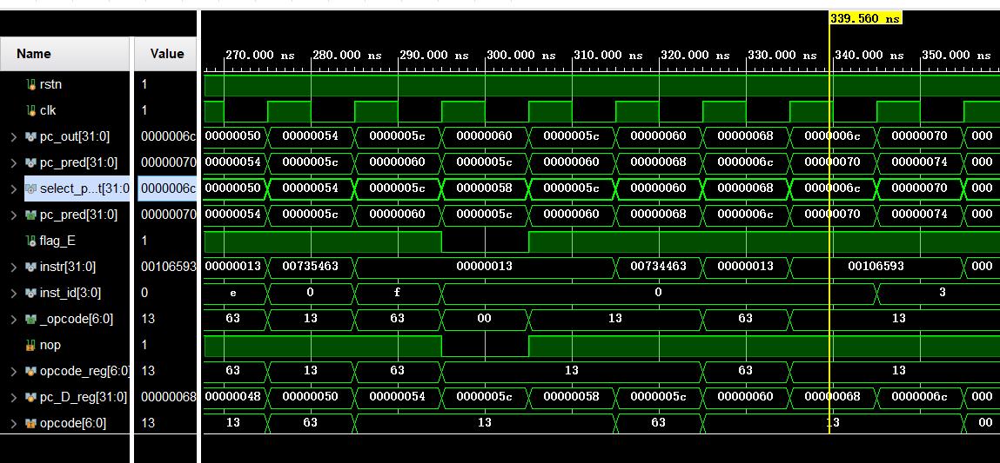 339.560 ns
Name Value 270.000 ns 280.000 ns 290.000 ns 300.000 ns 310.000 ns 320.000 ns 330.000 ns 340.000 ns 350.000 ns
rstn 1
clk 1
pc_out[31:0] 0000006c 00000050 00000054 0000005c 00000060 0000005c 00000060 00000068 0000006c 00000070 000
pc_pred[31:0] 00000070 00000054 0000005c 00000060 0000005c 00000060 00000068 0000006c 00000070 00000074 000
select_p...t[31:0 0000006c 00000050 00000054 0000005c 00000058 0000005c 00000060 00000068 0000006c 00000070 000
pc_pred[31:0] 00000070 00000054 0000005c 00000060 0000005c 00000060 00000068 0000006c 00000070 00000074 000
flag_E 1
instr[31:0] 00106593 00000013 00735463 00000013 00734463 00000013 00106593 000
inst_id[3:0] 0 e 0 f 0 3
_opcode[6:0] 13 63 13 63 00 13 63 13
nop 1
opcode_reg[6:0] 13 63 13 63 13 63 13
pc_D_reg[31:0] 00000068 00000048 00000050 00000054 0000005c 00000058 0000005c 00000060 00000068 0000006c 000
opcode[6:0] 13 13 63 13 63 13 00